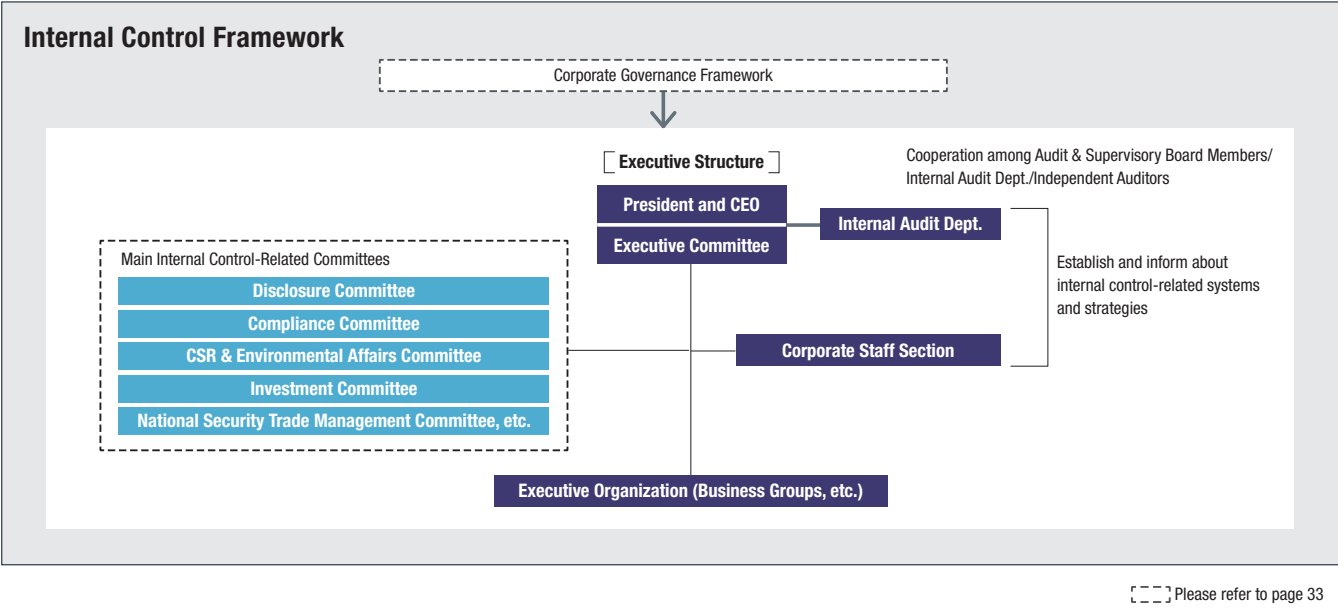 Internal Control Framework
Corporate Governance Framework
Executive Structure
President and CEO
Executive Committee
Cooperation among Audit & Supervisory Board Members/
Internal Audit Dept./Independent Auditors
Internal Audit Dept.
Establish and inform about
internal control-related systems
and strategies
Main Internal Control-Related Committees
Disclosure Committee
Compliance Committee
CSR & Environmental Affairs Committee
Investment Committee
National Security Trade Management Committee, etc.
Corporate Staff Section
Executive Organization (Business Groups, etc.)
Please refer to page 33